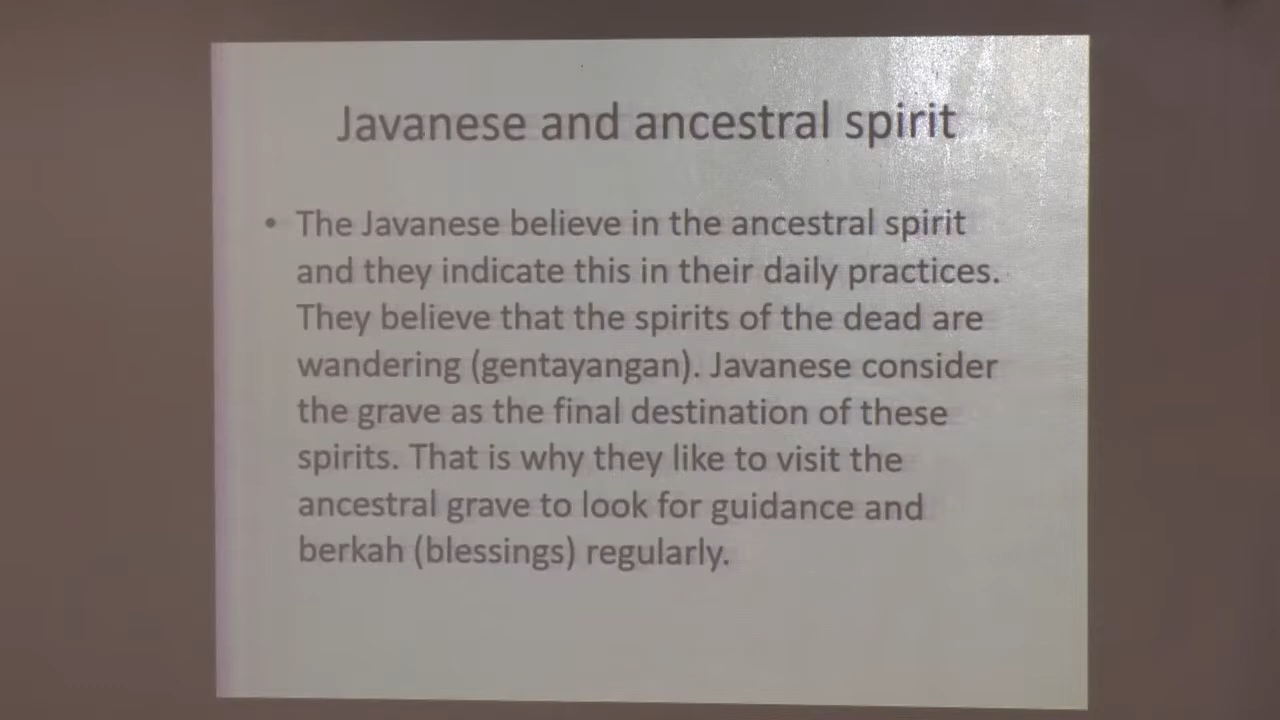 Javanese and ancestral spirit
• The Javanese believe in the ancestral spirit
and they indicate this in their daily practices.
They believe that the spirits of the dead are
wandering (gentayangan). Javanese consider
the grave as the final destination of these
spirits. That is why they like to visit the
ancestral grave to look for guidance and
berkah (blessings) regularly.